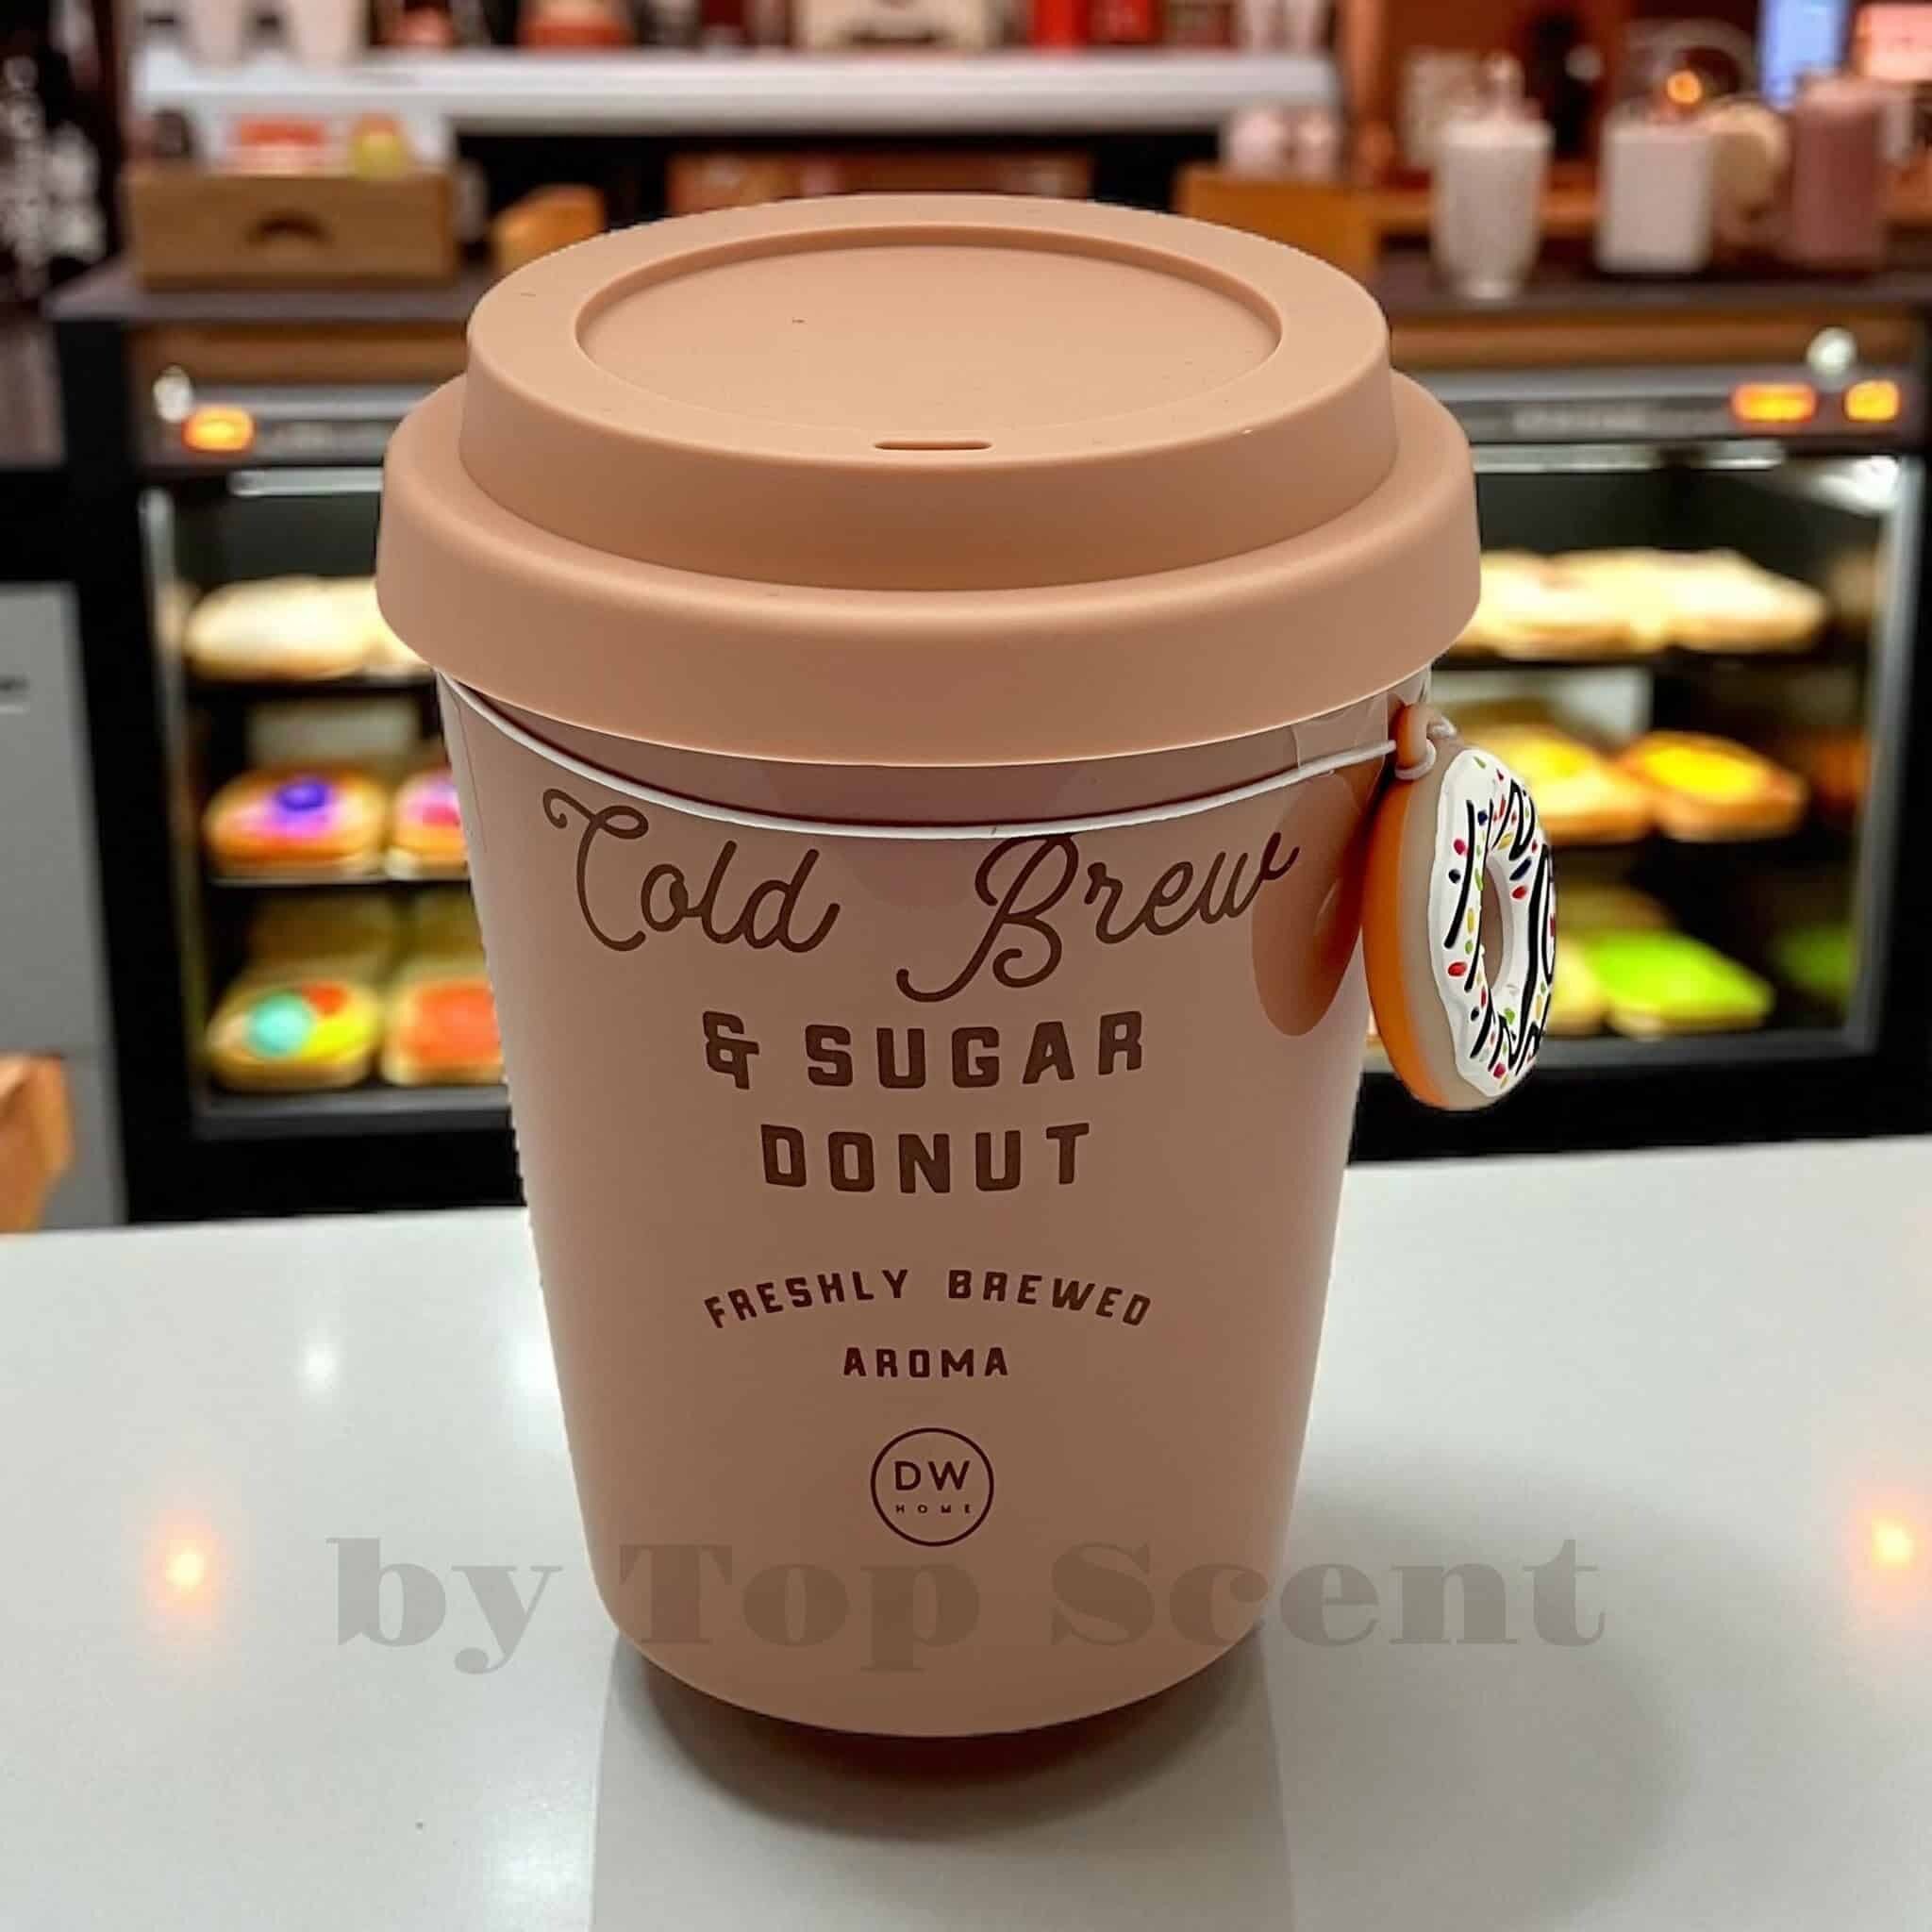 Cold Brew
& SUGAR
DONUT
FRESHLY BREWED
AROMA
DW
HOME
by Top Scent